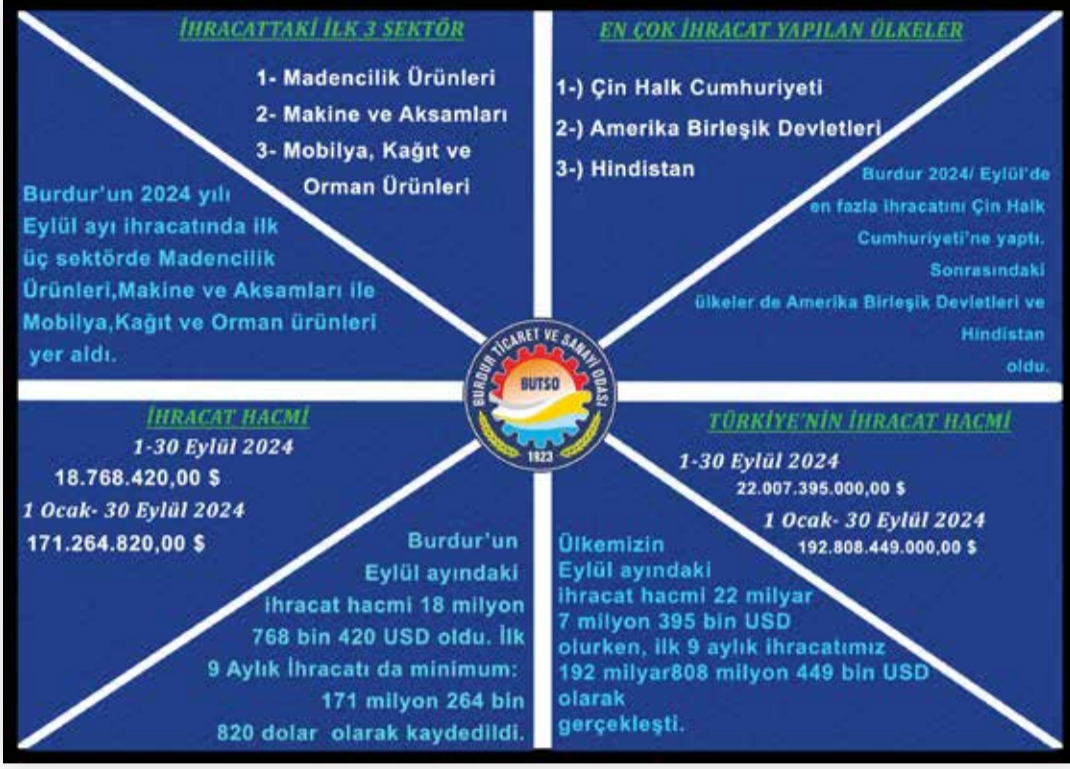 İHRACATTAKİ İLK 3 SEKTÖR
1- Madencilik Ürünleri
2- Makine ve Aksamları
3- Mobilya, Kağıt ve
Orman Ürünleri
Burdur'un 2024 yılı
Eylül ayı ihracatında ilk
üç sektörde Madencilik
Ürünleri,Makine ve Aksamları ile
Mobilya,Kağıt ve Orman ürünleri
yer aldı.
EN ÇOK İHRACAT YAPILAN ÜLKELER
1-) Çin Halk Cumhuriyeti
2-) Amerika Birleşik Devletleri
3-) Hindistan
Burdur 2024/ Eylül'de
en fazla ihracatını Çin Halk
Cumhuriyeti'ne yaptı.
Sonrasındaki
ülkeler de Amerika Birleşik Devletleri ve
Hindistan
oldu.
BURDUR TİCARET VE SANAYİ ODASI
BUTSO
1923
İHRACAT HACMİ
1-30 Eylül 2024
18.768.420,00 $
1 Ocak- 30 Eylül 2024
171.264.820,00 $
Burdur'un
Eylül ayındaki
ihracat hacmi 18 milyon
768 bin 420 USD oldu. İlk
9 Aylık İhracatı da minimum:
171 milyon 264 bin
820 dolar olarak kaydedildi.
TÜRKİYE'NİN İHRACAT HACMİ
1-30 Eylül 2024
22.007.395.000,00 $
1 Ocak- 30 Eylül 2024
192.808.449.000,00 $
Ülkemizin
Eylül ayındaki
ihracat hacmi 22 milyar
7 milyon 395 bin USD
olurken, ilk 9 aylık ihracatımız
192 milyar808 milyon 449 bin USD
olarak
gerçekleşti.